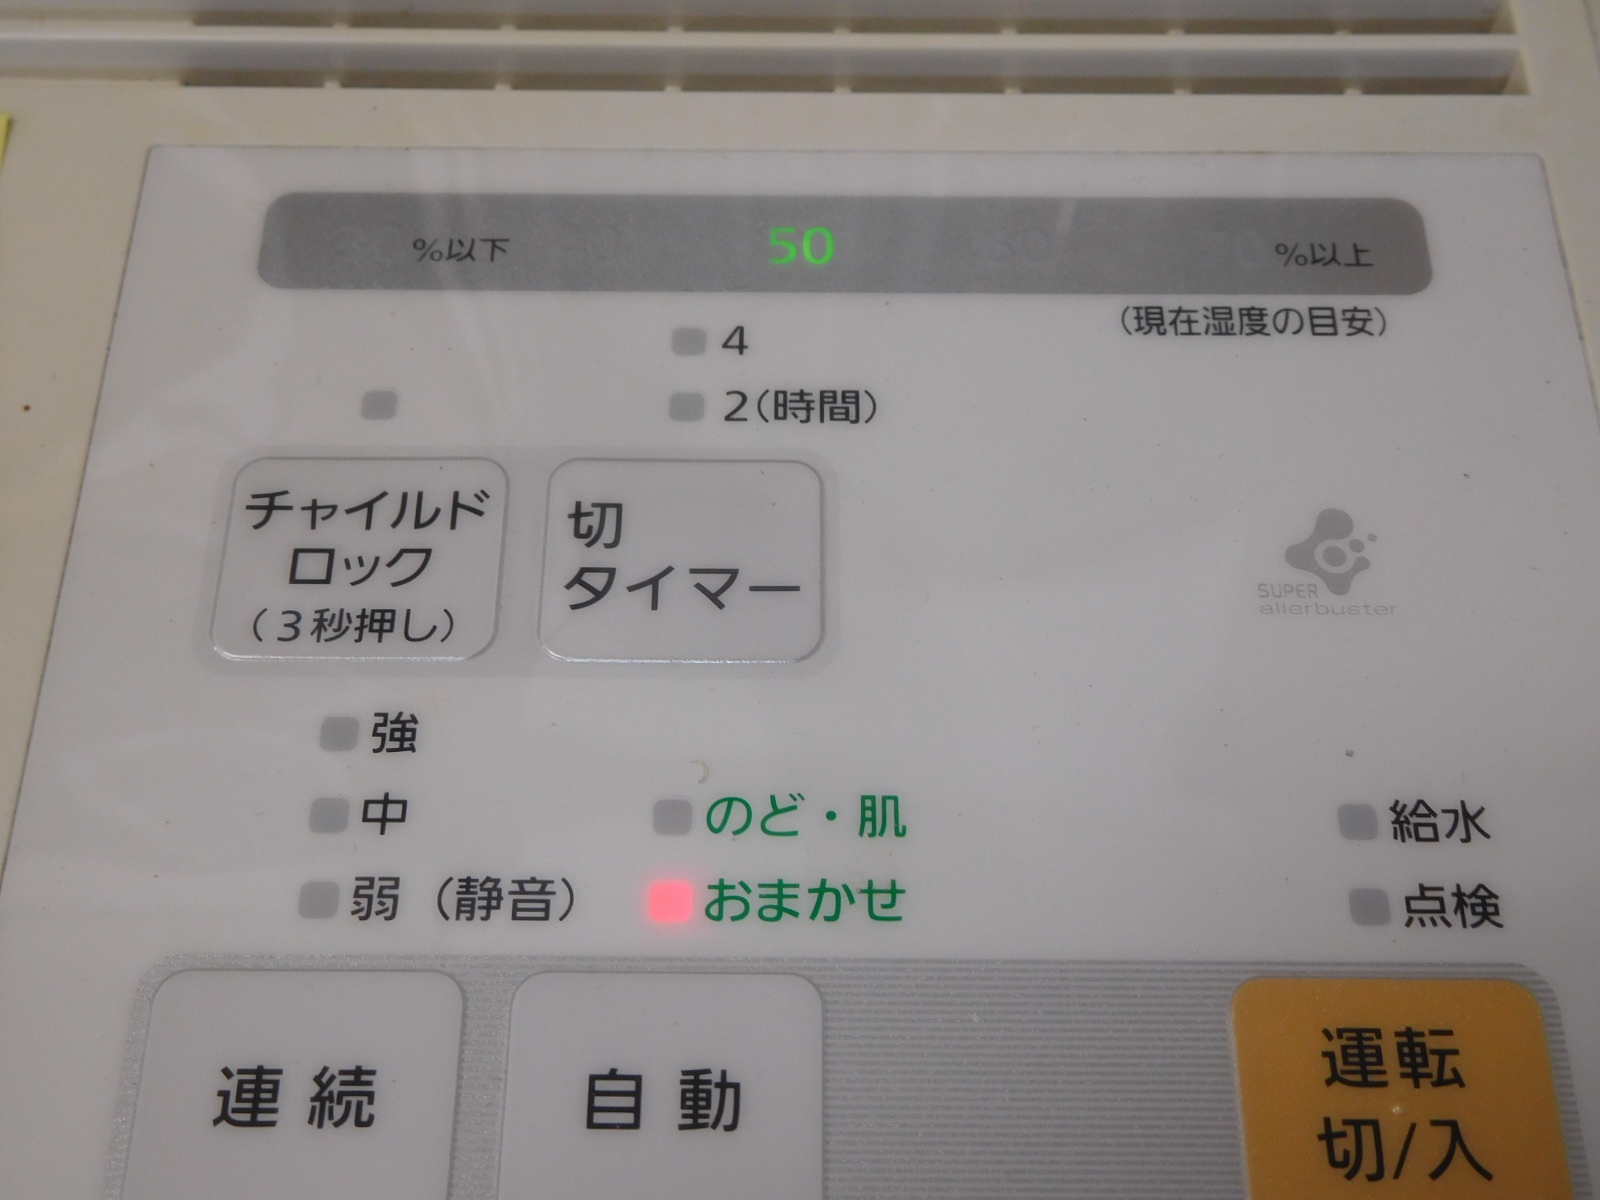 %以下 50 %以上
(現在湿度の目安)
4
2(時間)
チャイルド
ロック
(3秒押し)
切
タイマー
SUPER
allerbuster
強
中
弱 (静音)
のど・肌
おまかせ
給水
点検
連続
自動
運転
切/入